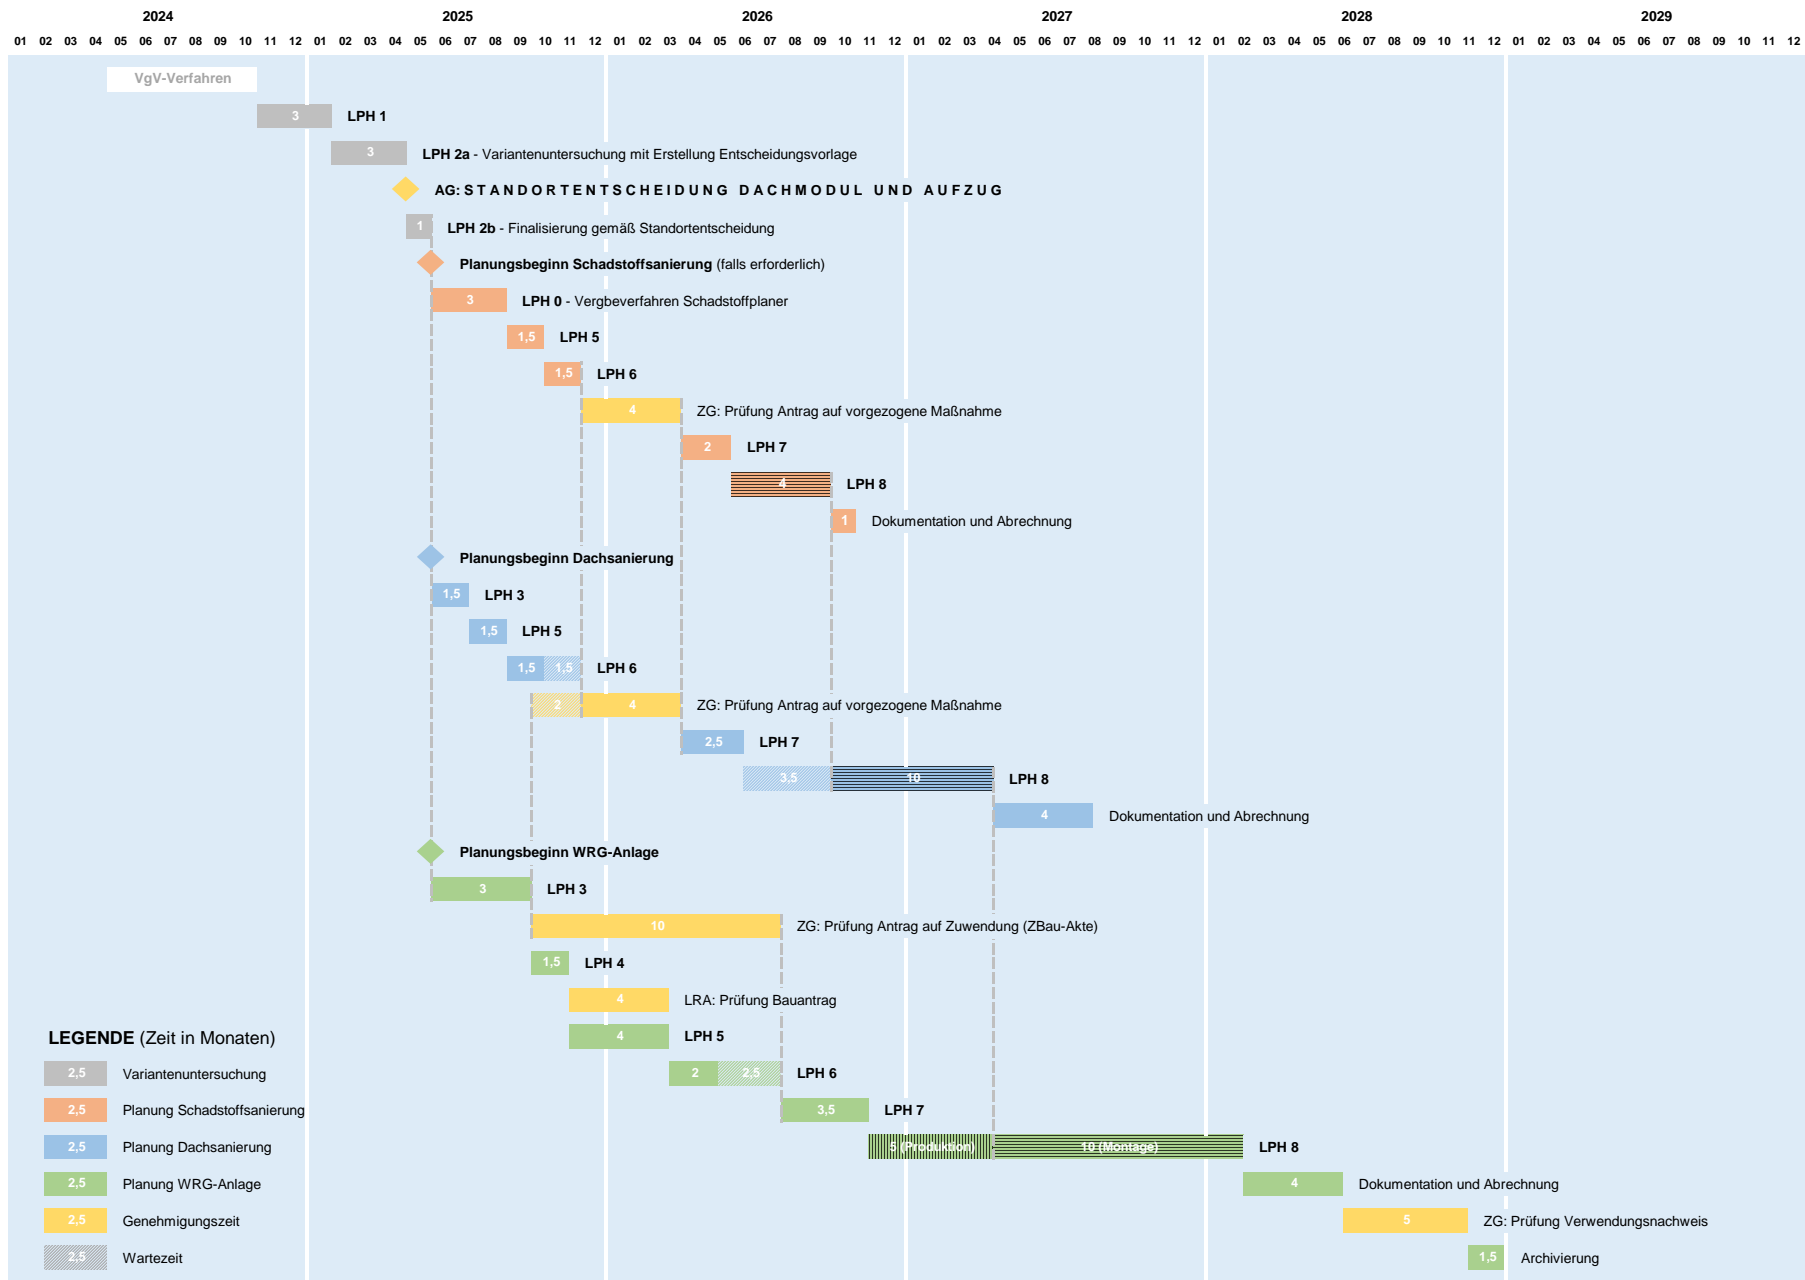 2024 2025 2026 2027 2028 2029
01 02 03 04 05 06 07 08 09 10 11 12 01 02 03 04 05 06 07 08 09 10 11 12 01 02 03 04 05 06 07 08 09 10 11 12 01 02 03 04 05 06 07 08 09 10 11 12 01 02 03 04 05 06 07 08 09 10 11 12 01 02 03 04 05 06 07 08 09 10 11 12
VgV-Verfahren
3 LPH 1
3 LPH 2a - Variantenuntersuchung mit Erstellung Entscheidungsvorlage
AG: STANDORTENTSCHEIDUNG DACHMODUL UND AUFZUG
1 LPH 2b - Finalisierung gemäß Standortentscheidung
Planungsbeginn Schadstoffsanierung (falls erforderlich)
3 LPH 0 - Vergbeverfahren Schadstoffplaner
1,5 LPH 5
1,5 LPH 6
4 ZG: Prüfung Antrag auf vorgezogene Maßnahme
2 LPH 7
4 LPH 8
1 Dokumentation und Abrechnung
Planungsbeginn Dachsanierung
1,5 LPH 3
1,5 LPH 5
1,5 1,5 LPH 6
2 4 ZG: Prüfung Antrag auf vorgezogene Maßnahme
2,5 LPH 7
3.5 10 LPH 8
4 Dokumentation und Abrechnung
Planungsbeginn WRG-Anlage
3 LPH 3
10 ZG: Prüfung Antrag auf Zuwendung (ZBau-Akte)
1,5 LPH 4
4 LRA: Prüfung Bauantrag
4 LPH 5
2 2,5 LPH 6
3,5 LPH 7
5 (Produktion) 10 (Montage) LPH 8
4 Dokumentation und Abrechnung
5 ZG: Prüfung Verwendungsnachweis
1,5 Archivierung
LEGENDE (Zeit in Monaten)
2,5 Variantenuntersuchung
2,5 Planung Schadstoffsanierung
2,5 Planung Dachsanierung
2,5 Planung WRG-Anlage
2,5 Genehmigungszeit
2,5 Wartezeit